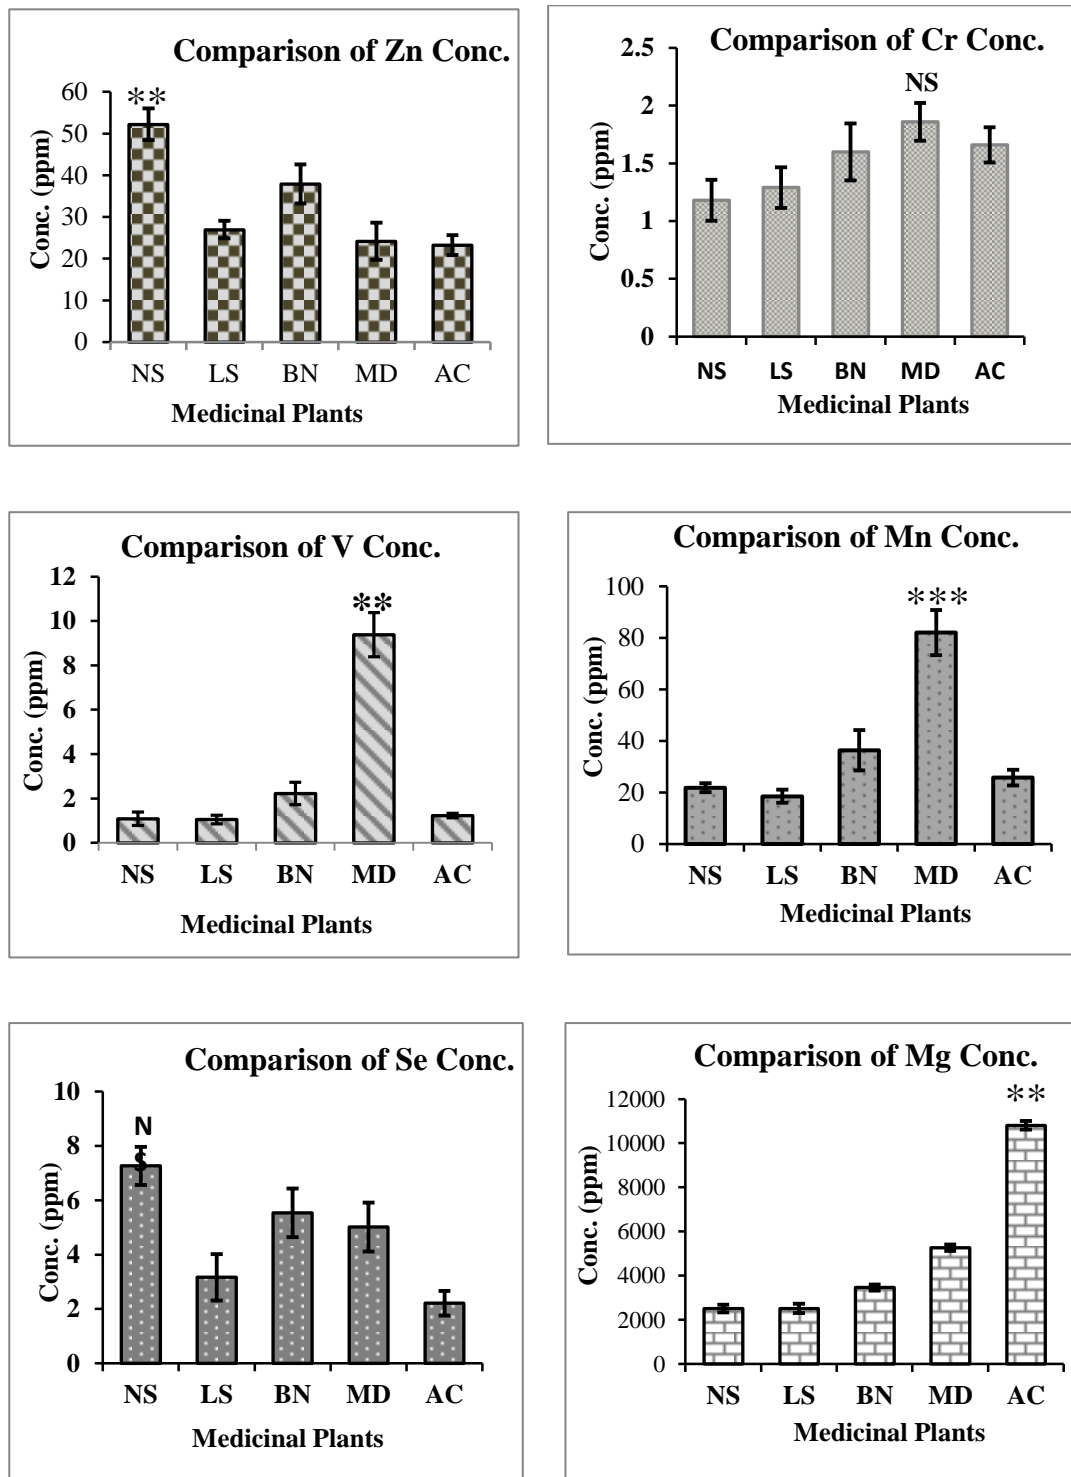 Comparison of Zn Conc.
**
60
50
40
30
20
10
0
Conc. (ppm)
NS LS BN MD AC
Medicinal Plants
Comparison of Cr Conc.
NS
2.5
2
1.5
1
0.5
0
Conc. (ppm)
NS LS BN MD AC
Medicinal Plants
Comparison of V Conc.
**
12
10
8
6
4
2
0
Conc. (ppm)
NS LS BN MD AC
Medicinal Plants
Comparison of Mn Conc.
***
100
80
60
40
20
0
Conc. (ppm)
NS LS BN MD AC
Medicinal Plants
Comparison of Se Conc.
N
S
10
8
6
4
2
0
Conc. (ppm)
NS LS BN MD AC
Medicinal Plants
Comparison of Mg Conc.
**
12000
10000
8000
6000
4000
2000
0
Conc. (ppm)
NS LS BN MD AC
Medicinal Plants